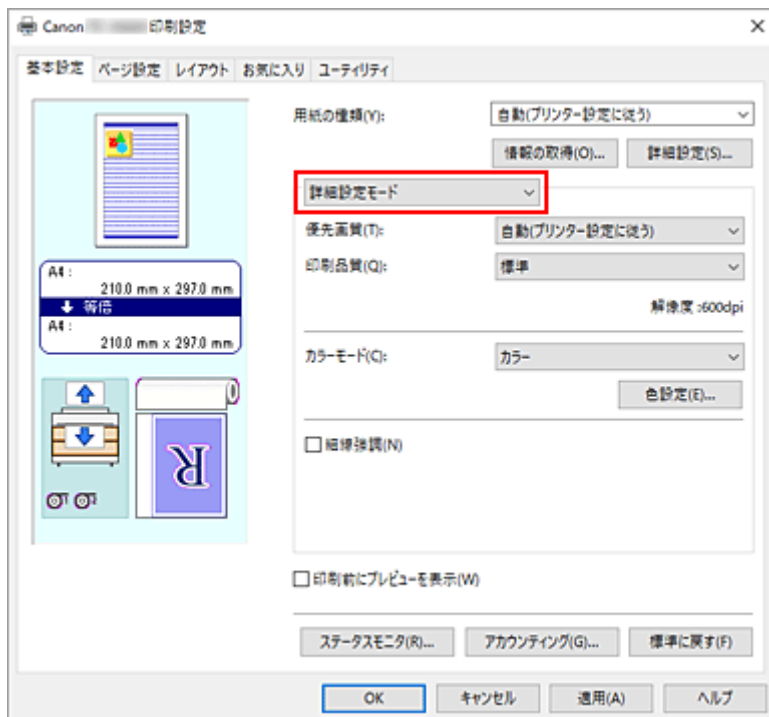 Canon 印刷設定
基本設定 ページ設定 レイアウト お気に入り ユーティリティ
用紙の種類(Y): 自動(プリンター設定に従う)
情報の取得(O)... 詳細設定(S)...
詳細設定モード
優先画質(T): 自動(プリンター設定に従う)
印刷品質(Q): 標準
解像度 :600dpi
カラーモード(C): カラー
色設定(E)...
細線強調(N)
A4 :
210.0 mm x 297.0 mm
等倍
A4 :
210.0 mm x 297.0 mm
R
印刷前にプレビューを表示(W)
ステータスモニタ(R)... アカウンティング(G)... 標準に戻す(F)
OK キャンセル 適用(A) ヘルプ